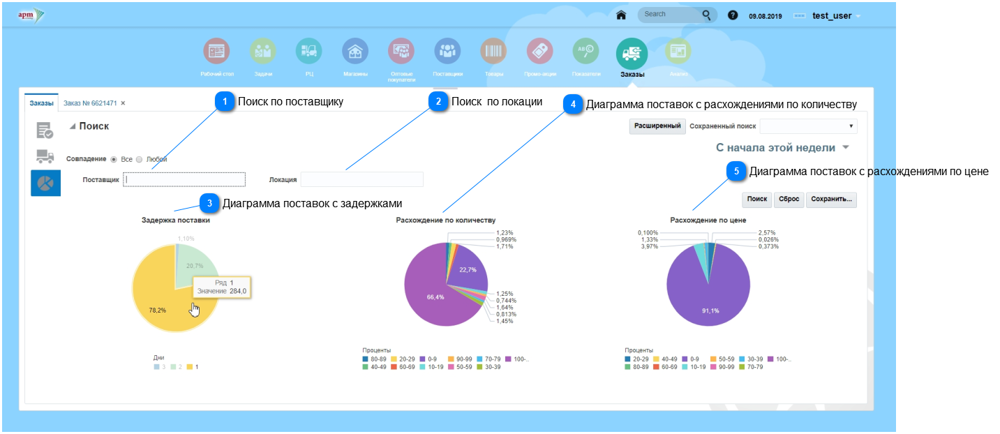 apm
Search
?
09.08.2019
test_user
Рабочий стол
Задачи
РЦ
Магазины
Оптовые
покупатели
Поставщики
Товары
Промо-акции
Показатели
Заказы
Анализ
Заказы
Заказ № 6621471 ×
1 Поиск по поставщику
2 Поиск по локации
4 Диаграмма поставок с расхождениями по количеству
Поиск
Расширенный Сохраненный поиск
С начала этой недели
Совпадение Все Любой
5 Диаграмма поставок с расхождениями по цене
Поставщик
Локация
Поиск Сброс Сохранить...
3 Диаграмма поставок с задержками
Задержка поставки
1,10%
20,7%
Ряд 1
Значение 284,0
78,2%
Дни
3 2 1
Расхождение по количеству
1,23%
0,969%
1,71%
22,7%
66,4%
1,25%
0,744%
1,64%
0,813%
1,45%
Проценты
80-89 20-29 0-9 90-99 70-79 100-..
40-49 60-69 10-19 50-59 30-39
Расхождение по цене
0,100% 2,57%
1,33% 0,026%
3,97% 0,373%
91,1%
Проценты
20-29 40-49 0-9 50-59 30-39 100-..
80-89 60-69 10-19 90-99 70-79